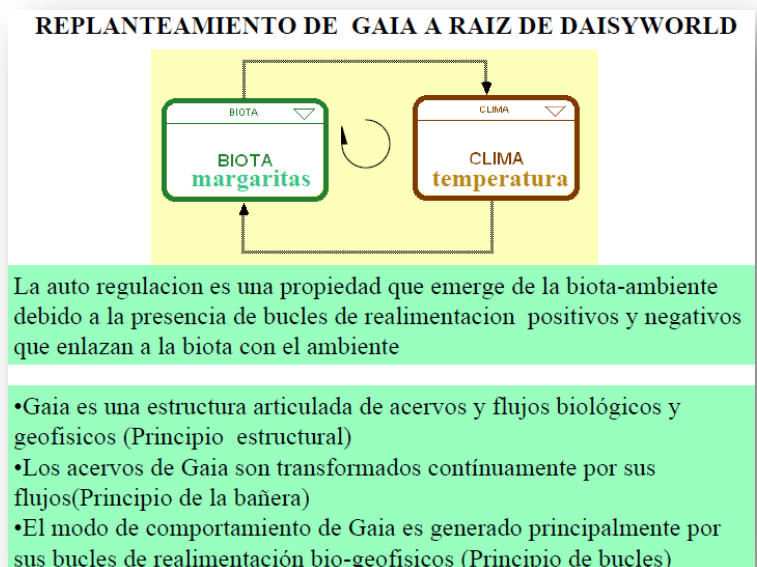 REPLANTEAMIENTO DE GAIA A RAIZ DE DAISYWORLD
BIOTA
CLIMA
BIOTA
margaritas
CLIMA
temperatura
La auto regulacion es una propiedad que emerge de la biota-ambiente
debido a la presencia de bucles de realimentacion positivos y negativos
que enlazan a la biota con el ambiente
•Gaia es una estructura articulada de acervos y flujos biológicos y
geofisicos (Principio estructural)
•Los acervos de Gaia son transformados contínuamente por sus
flujos(Principio de la bañera)
•El modo de comportamiento de Gaia es generado principalmente por
sus bucles de realimentación bio-geofisicos (Principio de bucles)